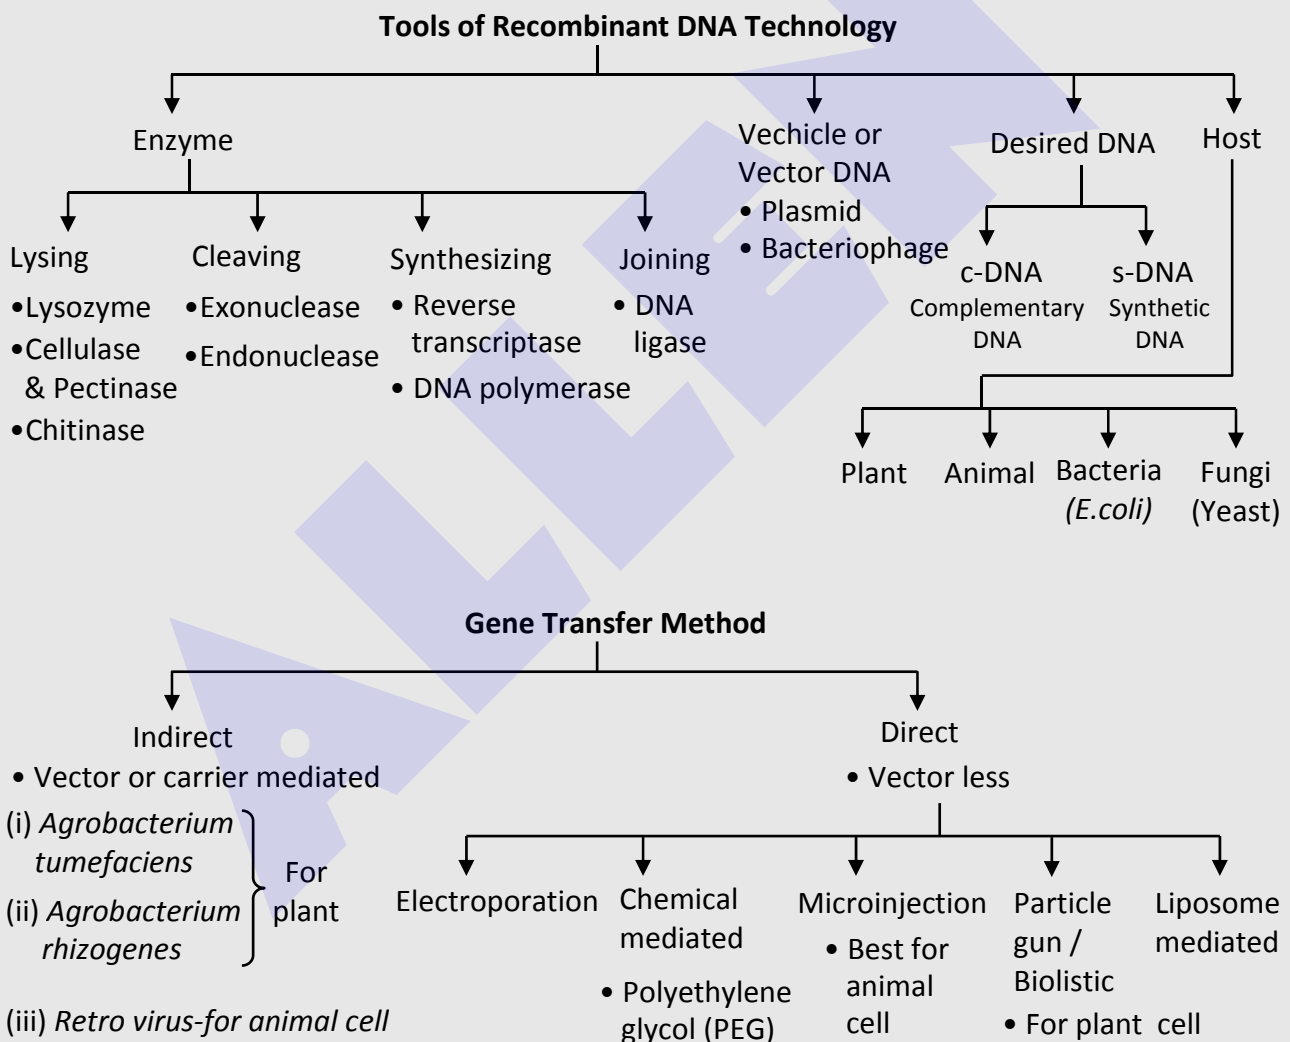 Tools of Recombinant DNA Technology
Enzyme
Vechicle or
Vector DNA
• Plasmid
• Bacteriophage
Desired DNA
Host
Lysing
•Lysozyme
•Cellulase
& Pectinase
•Chitinase
Cleaving
•Exonuclease
•Endonuclease
Synthesizing
• Reverse
transcriptase
• DNA polymerase
Joining
• DNA
ligase
c-DNA
Complementary
DNA
s-DNA
Synthetic
DNA
Plant
Animal
Bacteria
(E.coli)
Fungi
(Yeast)
Gene Transfer Method
Indirect
• Vector or carrier mediated
(i) Agrobacterium
tumefaciens
(ii) Agrobacterium
rhizogenes
For
plant
(iii) Retro virus-for animal cell
Direct
• Vector less
Electroporation
Chemical
mediated
• Polyethylene
glycol (PEG)
Microinjection
• Best for
animal
cell
Particle
gun /
Biolistic
• For plant cell
Liposome
mediated
ALLEN